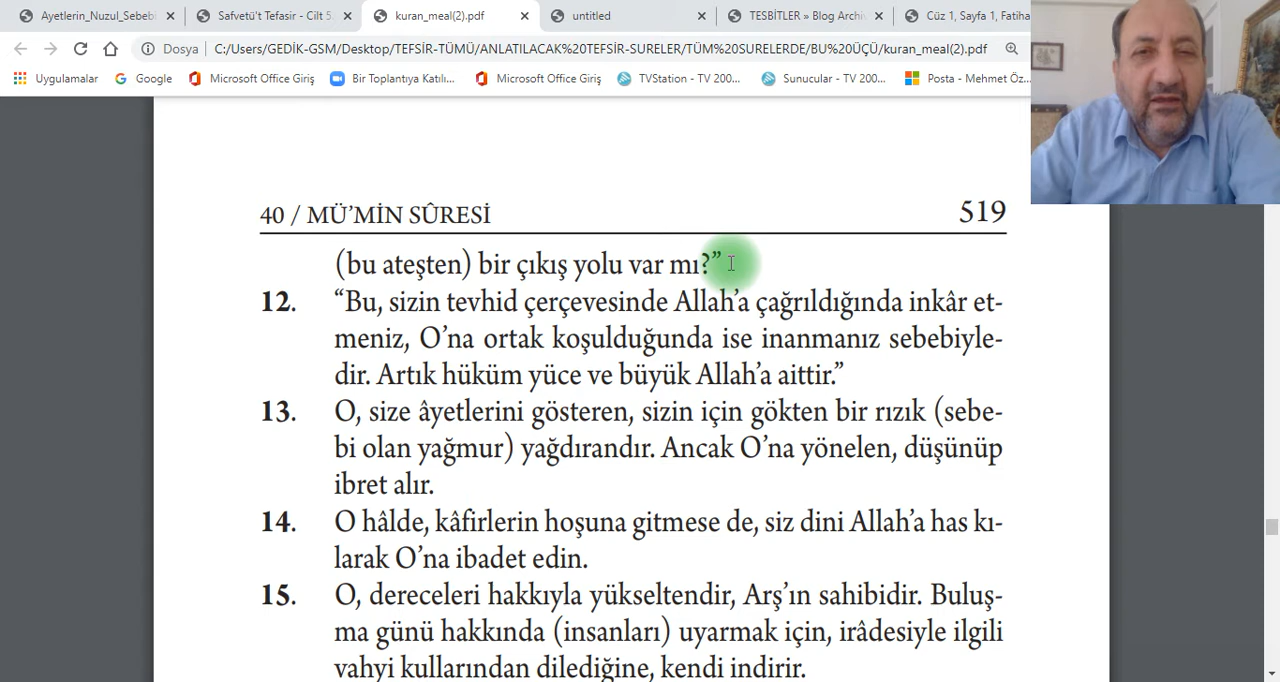 Ayetlerin_Nuzul_Sebebi
Safvetü't Tefasir - Cilt 5
kuran_meal(2).pdf
untitled
TESBİTLER » Blog Archiv
Cüz 1, Sayfa 1, Fatiha
Dosya C:/Users/GEDİK-GSM/Desktop/TEFSİR-TÜMÜ/ANLATILACAK%20TEFSİR-SURELER/TÜM%20SURELERDE/BU%20ÜÇÜ/kuran_meal(2).pdf
Uygulamalar
Google
Microsoft Office Giriş
Bir Toplantıya Katılı...
Microsoft Office Giriş
TVStation - TV 200...
Sunucular - TV 200...
Posta - Mehmet Öz...
40 / MÜ’MİN SÛRESİ 519
(bu ateşten) bir çıkış yolu var mı?”
12. “Bu, sizin tevhid çerçevesinde Allah’a çağrıldığında inkâr et-
meniz, O’na ortak koşulduğunda ise inanmanız sebebiyle-
dir. Artık hüküm yüce ve büyük Allah’a aittir.”
13. O, size âyetlerini gösteren, sizin için gökten bir rızık (sebe-
bi olan yağmur) yağdırandır. Ancak O’na yönelen, düşünüp
ibret alır.
14. O hâlde, kâfirlerin hoşuna gitmese de, siz dini Allah’a has kı-
larak O’na ibadet edin.
15. O, dereceleri hakkıyla yükseltendir, Arş’ın sahibidir. Buluş-
ma günü hakkında (insanları) uyarmak için, irâdesiyle ilgili
vahyi kullarından dilediğine, kendi indirir.